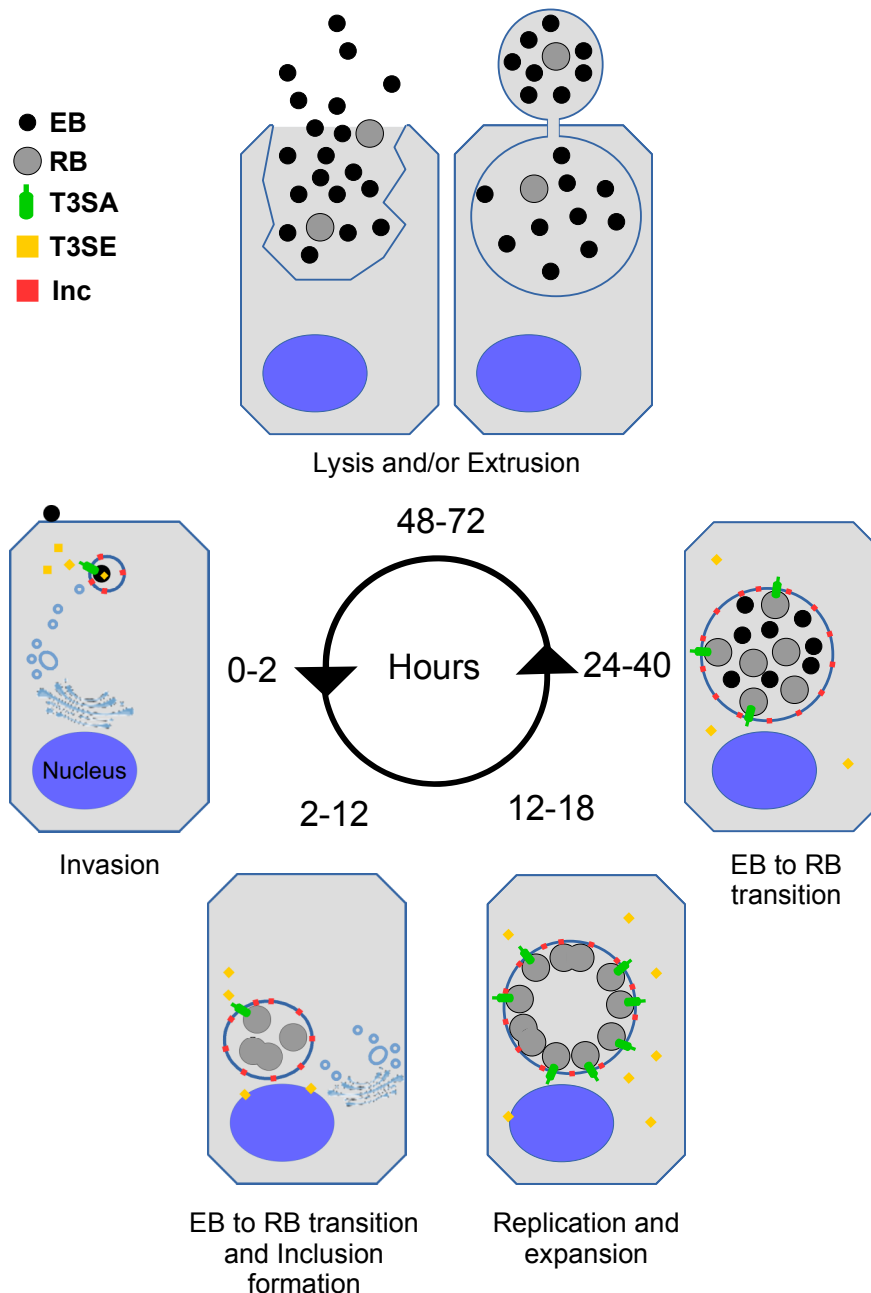 EB
RB
T3SA
T3SE
Inc
Lysis and/or Extrusion
48-72
0-2
Hours
24-40
2-12
12-18
Nucleus
Invasion
EB to RB
transition
EB to RB transition
and Inclusion
formation
Replication and
expansion